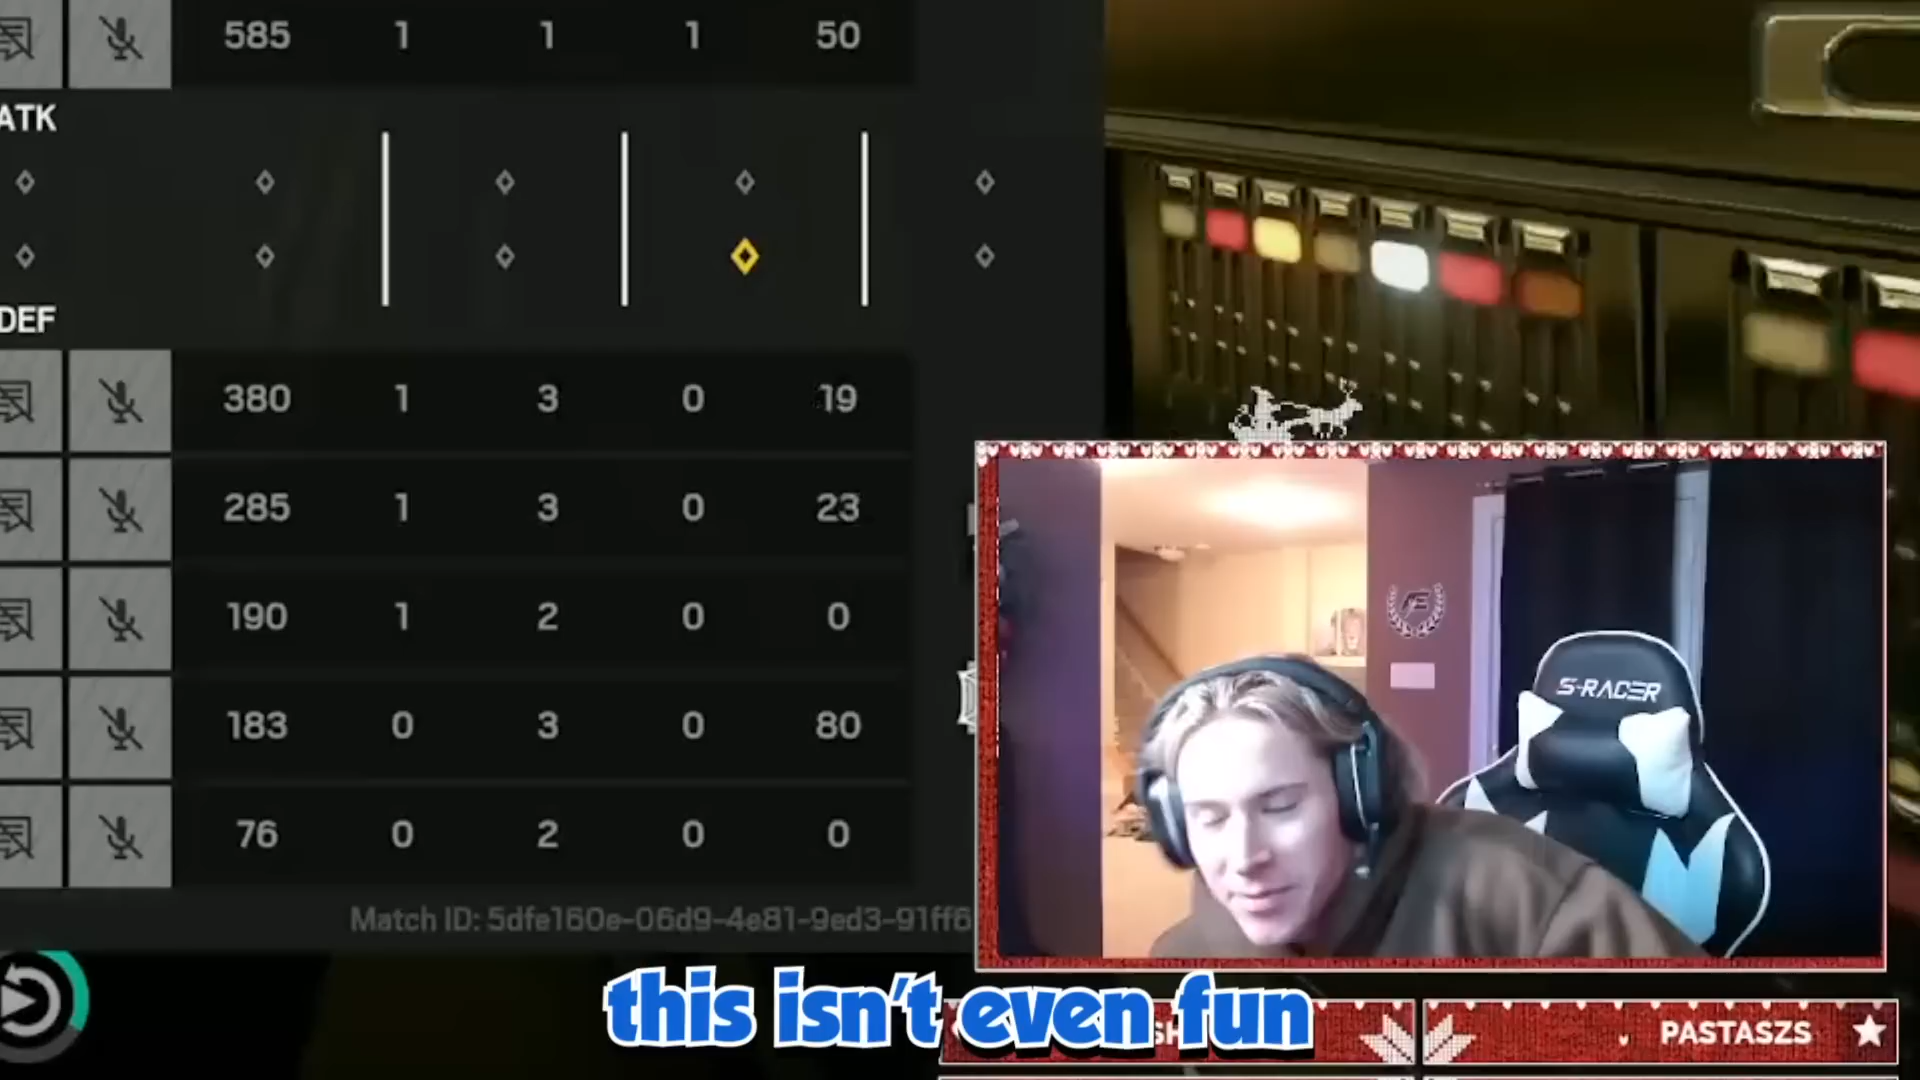 585 1 1 1 50
ATK
DEF
380 1 3 0 19
285 1 3 0 23
190 1 2 0 0
183 0 3 0 80
76 0 2 0 0
Match ID: 5dfe160e-06d9-4e81-9ed3-91ff6
S-RACER
this isn't even fun
PASTASZS